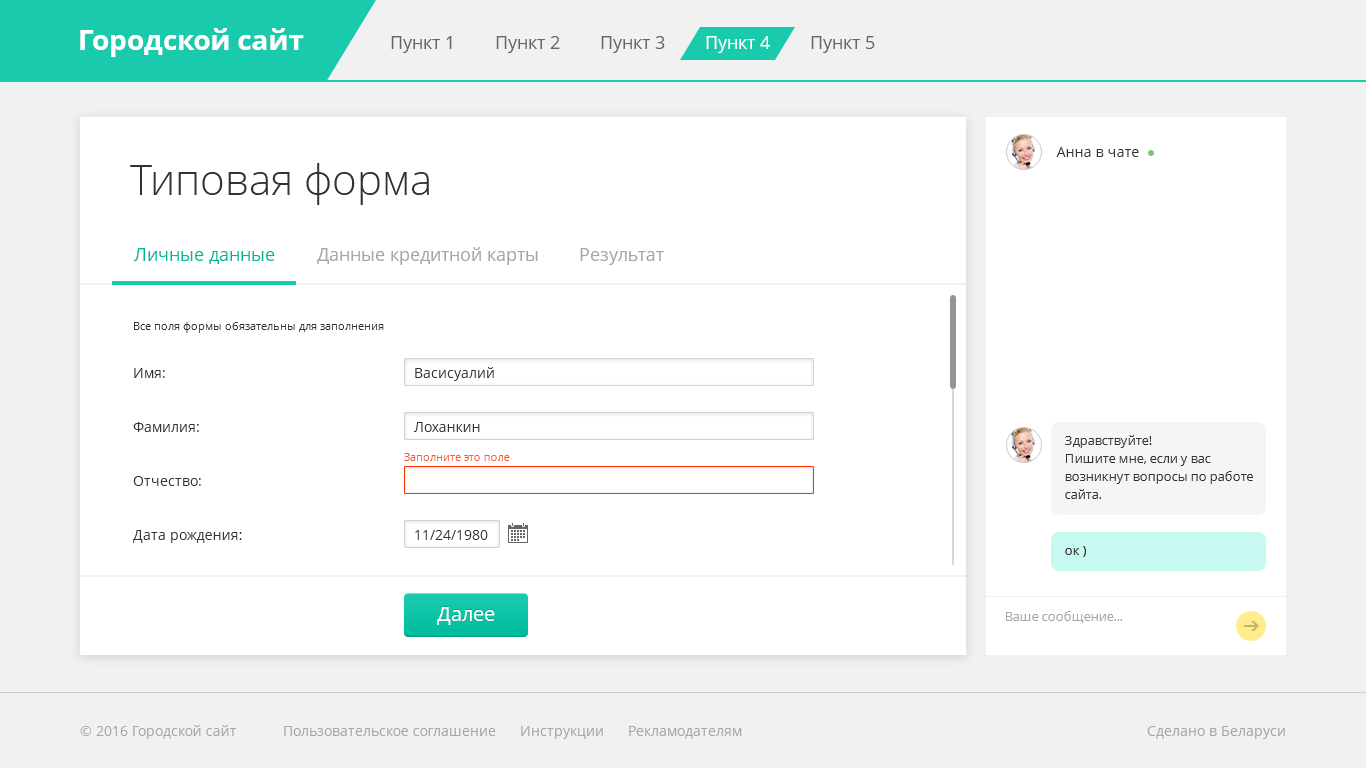 Городской сайт
Пункт 1
Пункт 2
Пункт 3
Пункт 4
Пункт 5
Типовая форма
Личные данные
Данные кредитной карты
Результат
Все поля формы обязательны для заполнения
Имя:
Васисуалий
Фамилия:
Лоханкин
Заполните это поле
Отчество:
Дата рождения:
11/24/1980
Далее
Анна в чате
Здравствуйте!
Пишите мне, если у вас
возникнут вопросы по работе
сайта.
ок )
Ваше сообщение...
© 2016 Городской сайт
Пользовательское соглашение
Инструкции
Рекламодателям
Сделано в Беларуси